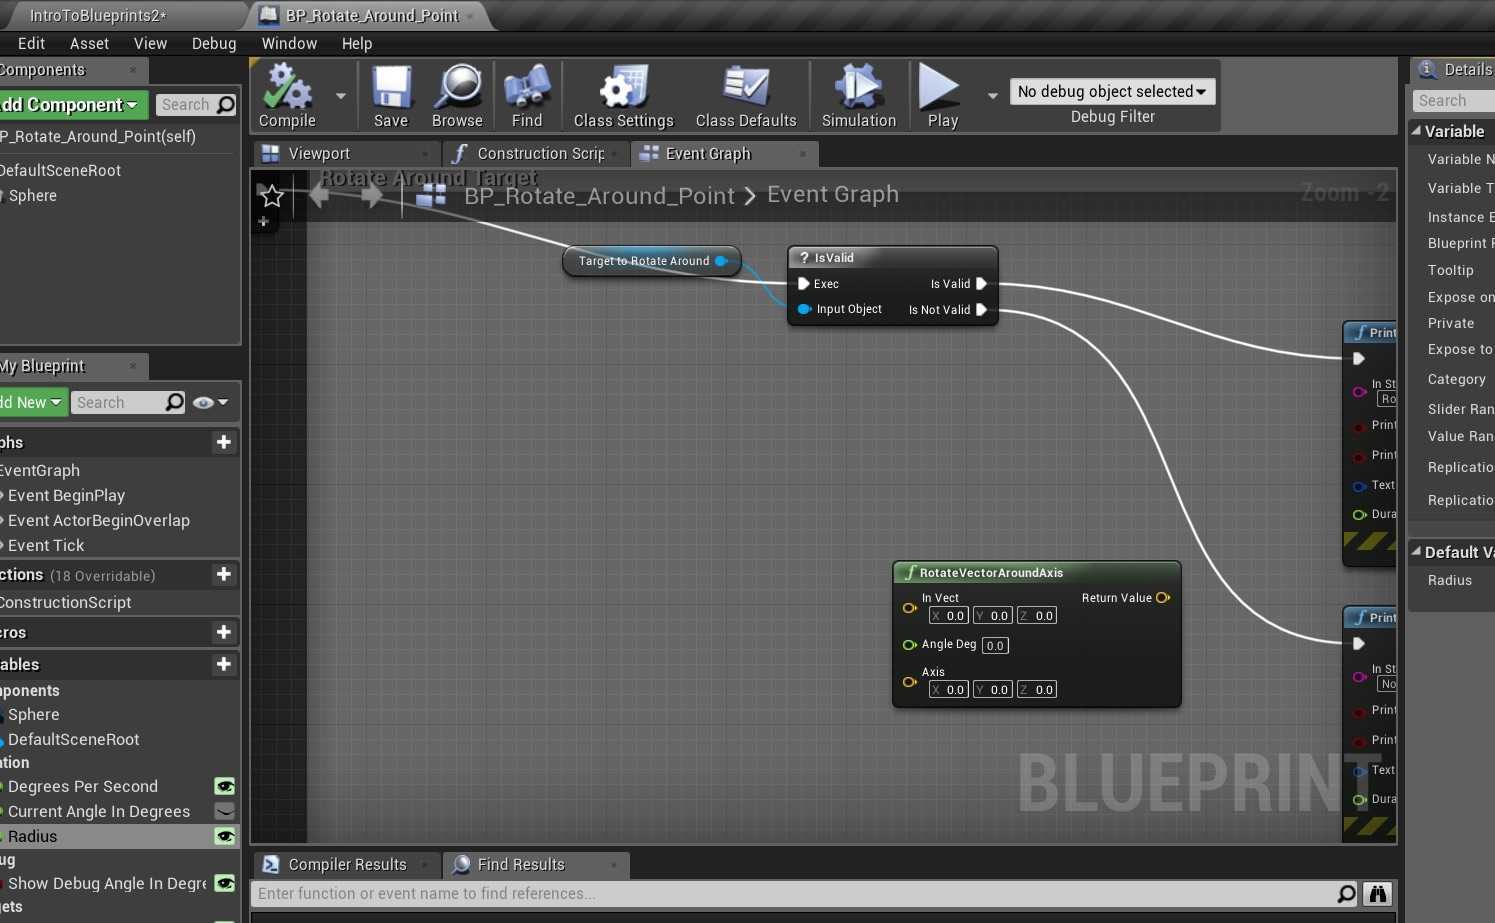 IntroToBlueprints2*
BP_Rotate_Around_Point
Edit Asset View Debug Window Help
Components
dd Component
Search
P_Rotate_Around_Point(self)
DefaultSceneRoot
Sphere
Compile
Save
Browse
Find
Class Settings
Class Defaults
Simulation
Play
No debug object selected
Debug Filter
Viewport
Construction Scrip
Event Graph
Rotate Around Target
BP_Rotate_Around_Point > Event Graph
Zoom -2
Target to Rotate Around
? IsValid
Exec
Is Valid
Input Object
Is Not Valid
f Print
In St
Ro
Print
Print
Text
Dura
f RotateVectorAroundAxis
In Vect
Return Value
X 0.0 Y 0.0 Z 0.0
Angle Deg 0.0
Axis
X 0.0 Y 0.0 Z 0.0
f Print
In St
No
Print
Print
Text
Dura
BLUEPRINT
My Blueprint
dd New
Search
phs
EventGraph
Event BeginPlay
Event ActorBeginOverlap
Event Tick
ctions (18 Overridable)
ConstructionScript
cros
ables
mponents
Sphere
DefaultSceneRoot
ation
Degrees Per Second
Current Angle In Degrees
Radius
ug
Show Debug Angle In Degre
gets
Compiler Results
Find Results
Enter function or event name to find references...
Details
Search
Variable
Variable N
Variable T
Instance E
Blueprint R
Tooltip
Expose on
Private
Expose to
Category
Slider Ran
Value Ran
Replicatio
Replicatio
Default Va
Radius